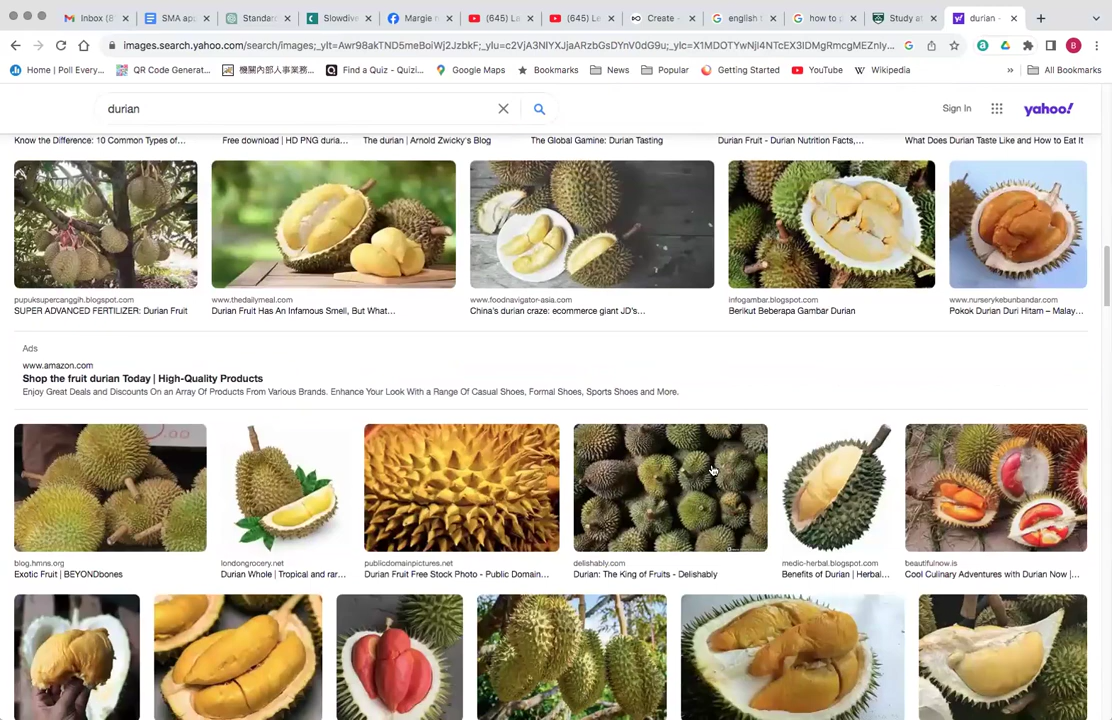 Inbox (8
SMA ap
Standar
Slowdive
Margie r
(645) La
(645) Le
Create -
english t
how to p
Study at
durian -
images.search.yahoo.com/search/images;_ylt=Awr98akTND5meBoiWj2JzbkF;_ylu=c2VjA3NlYXJjaARzbGsDYnV0dG9u;_ylc=X1MDOTYwNjI4NTcEX3IDMgRmcgMEZnly...
B
Home | Poll Every...
QR Code Generat...
機關內部人事業務...
Find a Quiz - Quizi...
Google Maps
Bookmarks
News
Popular
Getting Started
YouTube
Wikipedia
»
All Bookmarks
durian
Sign In
yahoo!
Know the Difference: 10 Common Types of...
Free download | HD PNG duria...
The durian | Arnold Zwicky's Blog
The Global Gamine: Durian Tasting
Durian Fruit - Durian Nutrition Facts,...
What Does Durian Taste Like and How to Eat It
pupuksupercanggih.blogspot.com
SUPER ADVANCED FERTILIZER: Durian Fruit
www.thedailymeal.com
Durian Fruit Has An Infamous Smell, But What...
www.foodnavigator-asia.com
China's durian craze: ecommerce giant JD's...
infogambar.blogspot.com
Berikut Beberapa Gambar Durian
www.nurserykebunbandar.com
Pokok Durian Duri Hitam – Malay...
Ads
www.amazon.com
Shop the fruit durian Today | High-Quality Products
Enjoy Great Deals and Discounts On an Array Of Products From Various Brands. Enhance Your Look With a Range Of Casual Shoes, Formal Shoes, Sports Shoes and More.
blog.hmns.org
Exotic Fruit | BEYONDbones
londongrocery.net
Durian Whole | Tropical and rar...
publicdomainpictures.net
Durian Fruit Free Stock Photo - Public Domain...
delishably.com
Durian: The King of Fruits - Delishably
medic-herbal.blogspot.com
Benefits of Durian | Herbal...
beautifulnow.is
Cool Culinary Adventures with Durian Now |...